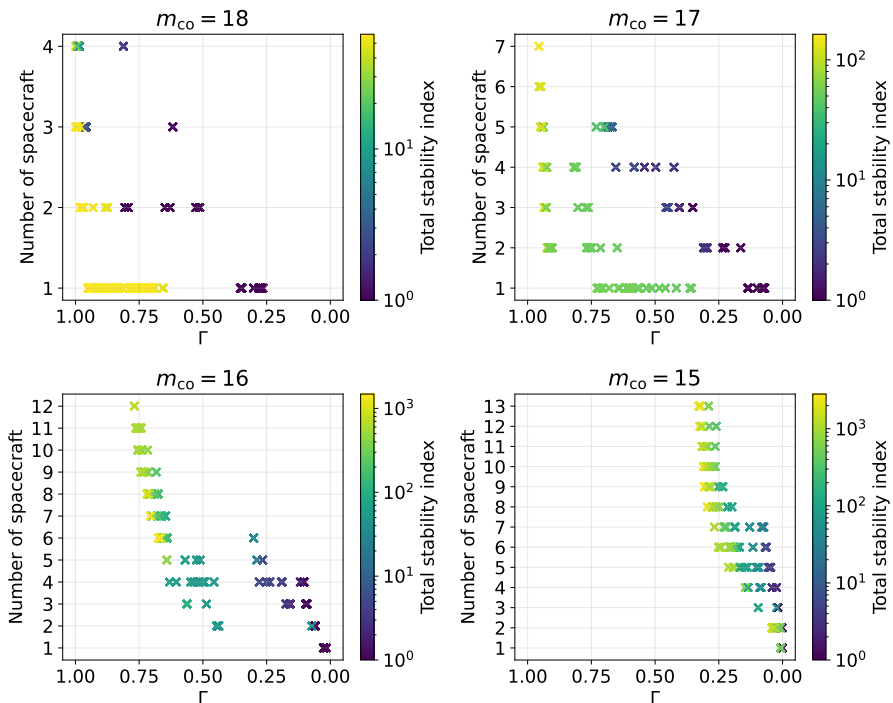 m_co = 18
Number of spacecraft
4
3
2
1
1.00 0.75 0.50 0.25 0.00
Γ
10^1
10^0
Total stability index
m_co = 17
Number of spacecraft
7
6
5
4
3
2
1
1.00 0.75 0.50 0.25 0.00
Γ
10^2
10^1
10^0
Total stability index
m_co = 16
Number of spacecraft
12
11
10
9
8
7
6
5
4
3
2
1
1.00 0.75 0.50 0.25 0.00
Γ
10^3
10^2
10^1
10^0
Total stability index
m_co = 15
Number of spacecraft
13
12
11
10
9
8
7
6
5
4
3
2
1
1.00 0.75 0.50 0.25 0.00
Γ
10^3
10^2
10^1
10^0
Total stability index